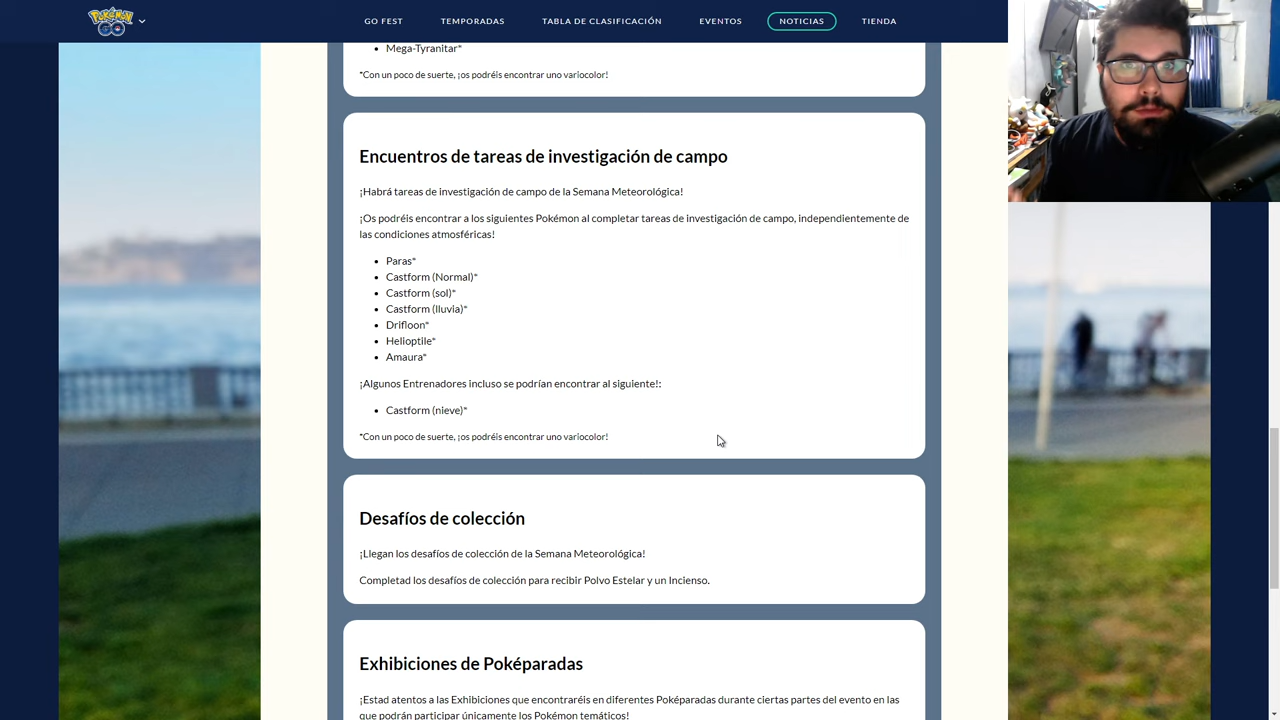 Pokémon GO
GO FEST TEMPORADAS TABLA DE CLASIFICACIÓN EVENTOS NOTICIAS TIENDA
• Mega-Tyranitar*
*Con un poco de suerte, ¡os podréis encontrar uno variocolor!
Encuentros de tareas de investigación de campo
¡Habrá tareas de investigación de campo de la Semana Meteorológica!
¡Os podréis encontrar a los siguientes Pokémon al completar tareas de investigación de campo, independientemente de
las condiciones atmosféricas!
• Paras*
• Castform (Normal)*
• Castform (sol)*
• Castform (lluvia)*
• Drifloon*
• Helioptile*
• Amaura*
¡Algunos Entrenadores incluso se podrían encontrar al siguiente!:
• Castform (nieve)*
*Con un poco de suerte, ¡os podréis encontrar uno variocolor!
Desafíos de colección
¡Llegan los desafíos de colección de la Semana Meteorológica!
Completad los desafíos de colección para recibir Polvo Estelar y un Incienso.
Exhibiciones de Poképaradas
¡Estad atentos a las Exhibiciones que encontraréis en diferentes Poképaradas durante ciertas partes del evento en las
que podrán participar únicamente los Pokémon temáticos!